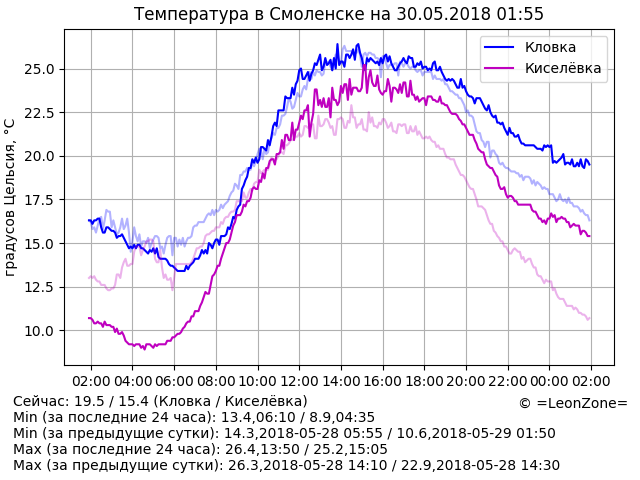 Температура в Смоленске на 30.05.2018 01:55
градусов Цельсия, °C
25.0
22.5
20.0
17.5
15.0
12.5
10.0
Кловка
Киселёвка
02:00 04:00 06:00 08:00 10:00 12:00 14:00 16:00 18:00 20:00 22:00 00:00 02:00
Сейчас: 19.5 / 15.4 (Кловка / Киселёвка)
© =LeonZone=
Min (за последние 24 часа): 13.4,06:10 / 8.9,04:35
Min (за предыдущие сутки): 14.3,2018-05-28 05:55 / 10.6,2018-05-29 01:50
Max (за последние 24 часа): 26.4,13:50 / 25.2,15:05
Max (за предыдущие сутки): 26.3,2018-05-28 14:10 / 22.9,2018-05-28 14:30